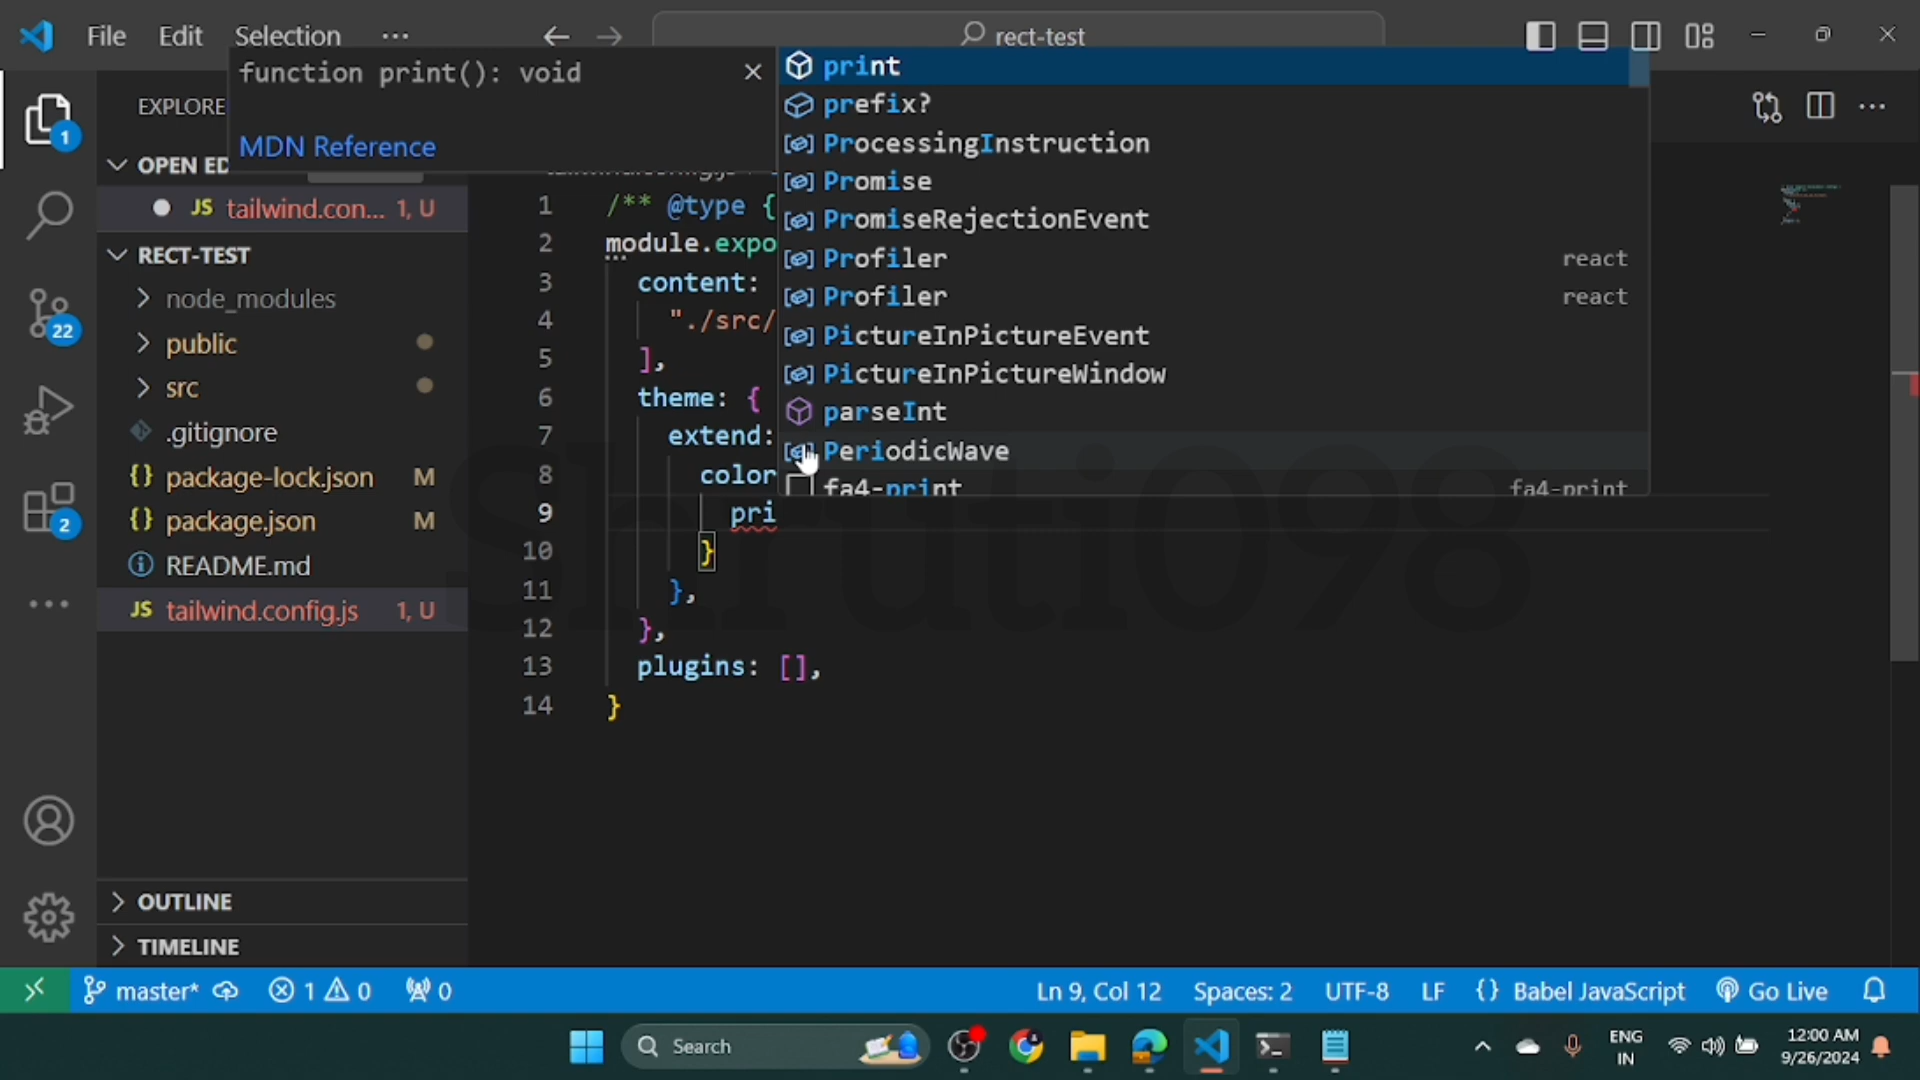 File Edit Selection ... rect-test
function print(): void
MDN Reference
print
prefix?
ProcessingInstruction
Promise
PromiseRejectionEvent
Profiler react
Profiler react
PictureInPictureEvent
PictureInPictureWindow
parseInt
PeriodicWave
fa4-print fa4-print
EXPLORE
OPEN ED
JS tailwind.con... 1, U
RECT-TEST
node_modules
public
src
.gitignore
{} package-lock.json M
{} package.json M
README.md
JS tailwind.config.js 1, U
OUTLINE
TIMELINE
1
22
2
1 /** @type {
2 module.expo
3 content:
4 "./src/
5 ],
6 theme: {
7 extend:
8 color
9 pri
10 }
11 },
12 },
13 plugins: [],
14 }
Shruti098
master* 1 0 0 Ln 9, Col 12 Spaces: 2 UTF-8 LF {} Babel JavaScript Go Live
Search
ENG
IN
12:00 AM
9/26/2024